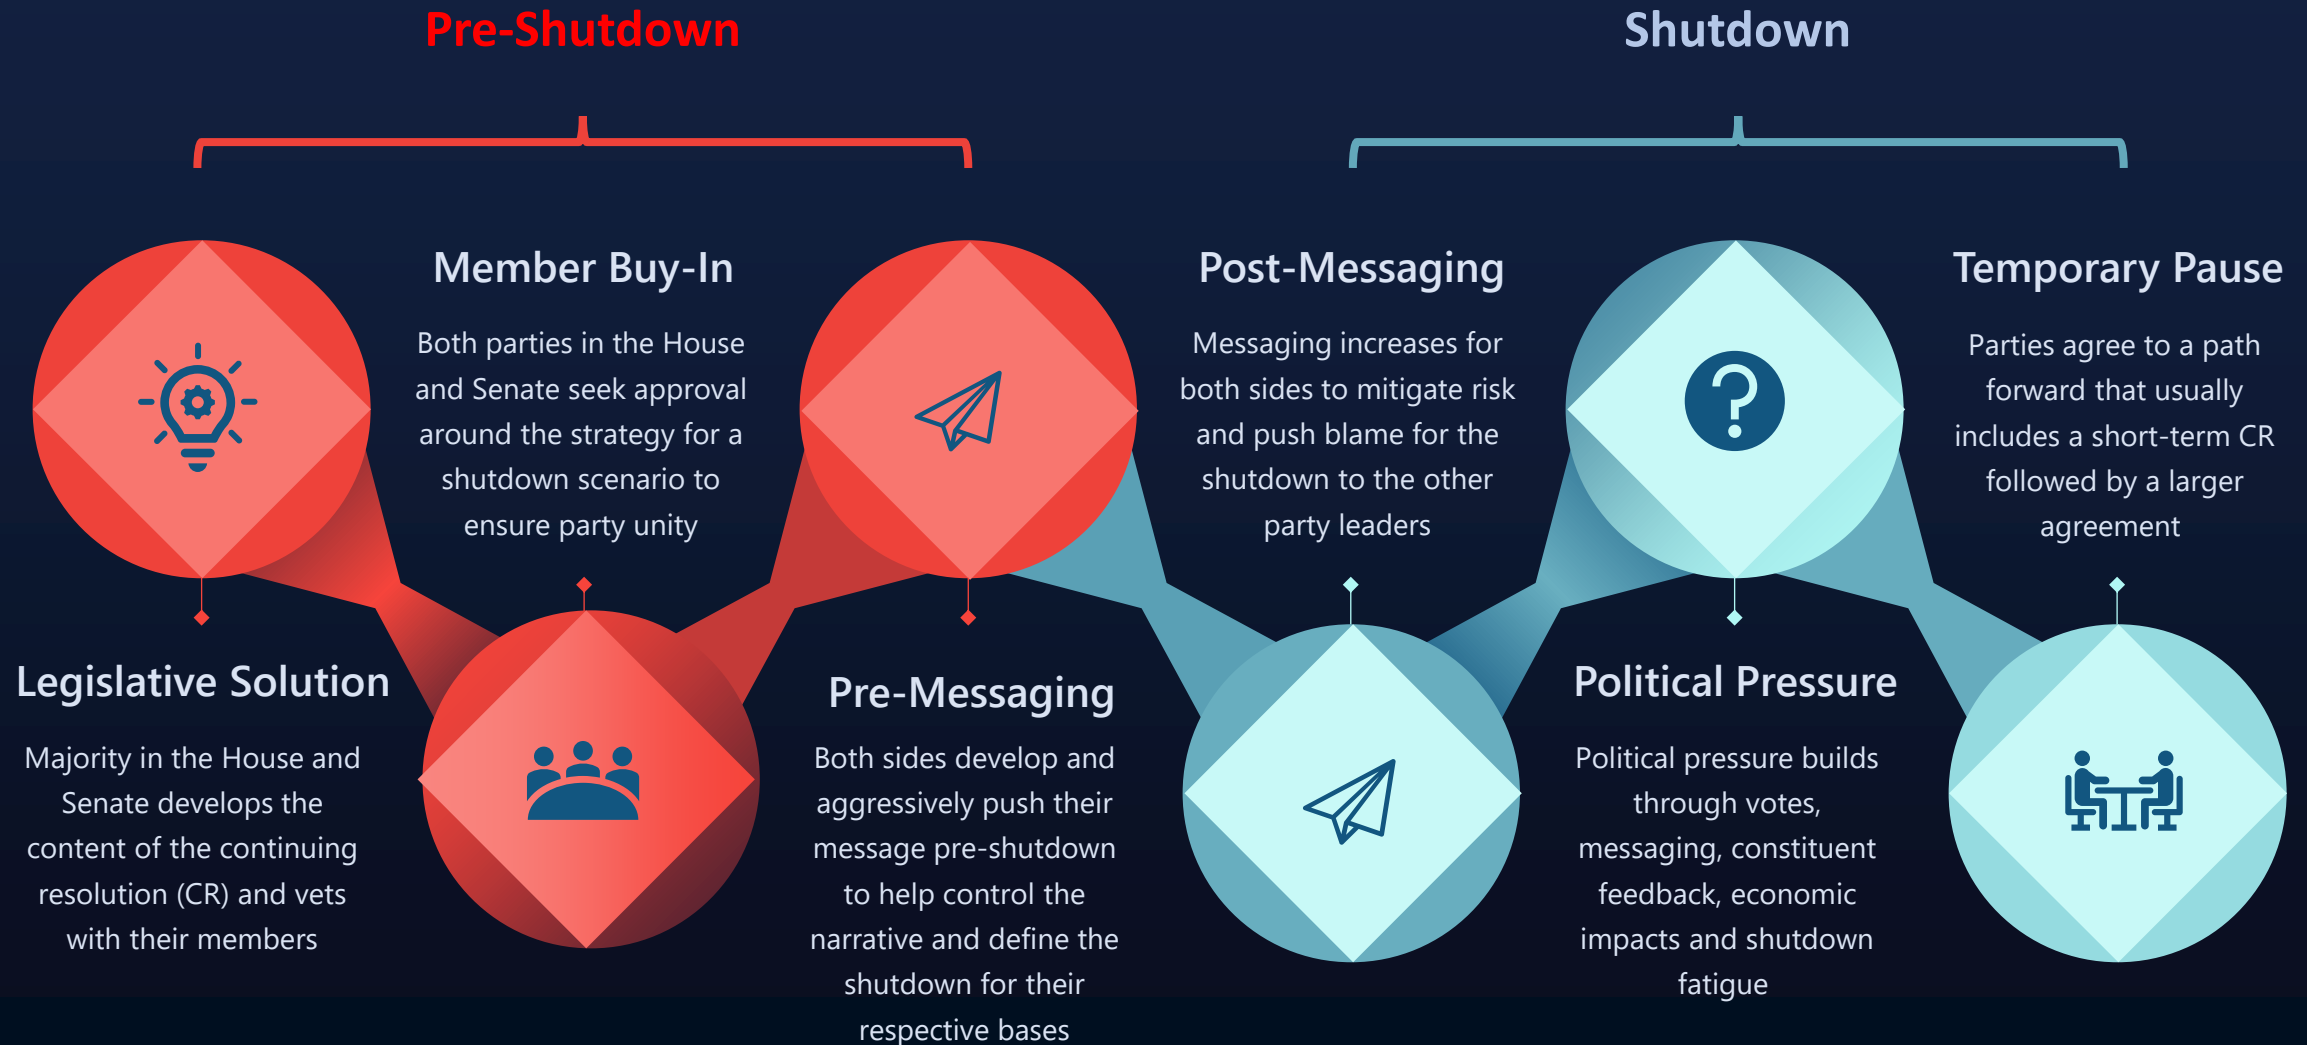 Pre-Shutdown
Shutdown
Legislative Solution
Majority in the House and
Senate develops the
content of the continuing
resolution (CR) and vets
with their members
Member Buy-In
Both parties in the House
and Senate seek approval
around the strategy for a
shutdown scenario to
ensure party unity
Pre-Messaging
Both sides develop and
aggressively push their
message pre-shutdown
to help control the
narrative and define the
shutdown for their
respective bases
Post-Messaging
Messaging increases for
both sides to mitigate risk
and push blame for the
shutdown to the other
party leaders
?
Political Pressure
Political pressure builds
through votes,
messaging, constituent
feedback, economic
impacts and shutdown
fatigue
Temporary Pause
Parties agree to a path
forward that usually
includes a short-term CR
followed by a larger
agreement